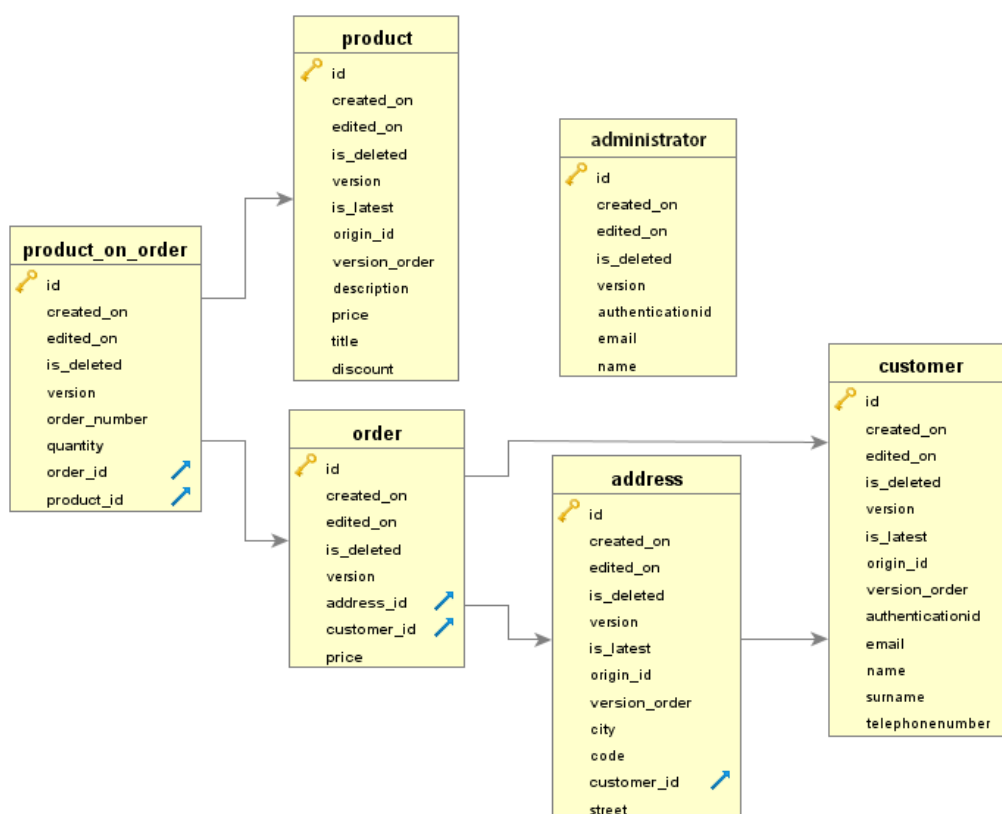 product
id
created_on
edited_on
is_deleted
version
is_latest
origin_id
version_order
description
price
title
discount
administrator
id
created_on
edited_on
is_deleted
version
authenticationid
email
name
product_on_order
id
created_on
edited_on
is_deleted
version
order_number
quantity
order_id
product_id
order
id
created_on
edited_on
is_deleted
version
address_id
customer_id
price
address
id
created_on
edited_on
is_deleted
version
is_latest
origin_id
version_order
city
code
customer_id
street
customer
id
created_on
edited_on
is_deleted
version
is_latest
origin_id
version_order
authenticationid
email
name
surname
telephonenumber